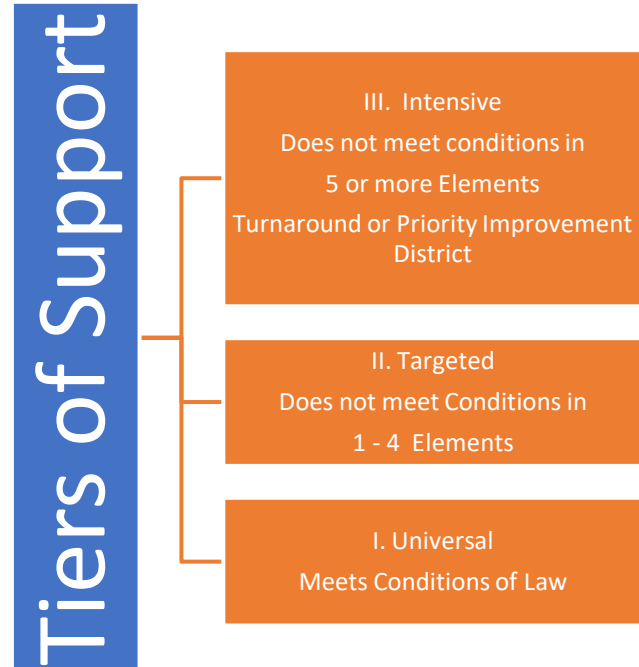 Tiers of Support
III. Intensive
Does not meet conditions in
5 or more Elements
Turnaround or Priority Improvement
District
II. Targeted
Does not meet Conditions in
1 - 4 Elements
I. Universal
Meets Conditions of Law